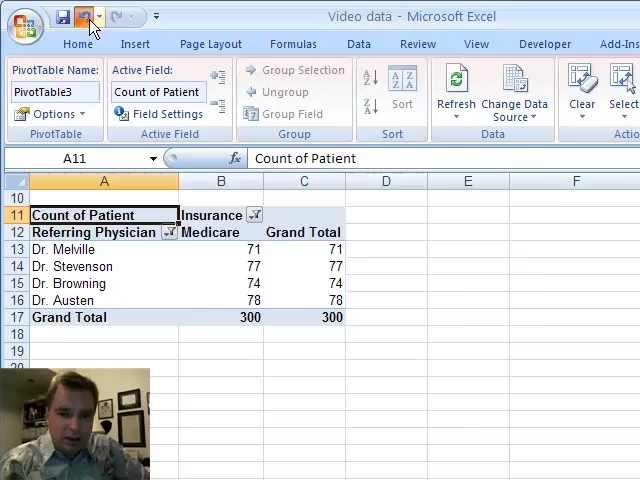 Video data - Microsoft Excel
Home Insert Page Layout Formulas Data Review View Developer Add-Ins
PivotTable Name: Active Field: Group Selection
PivotTable3 Count of Patient Ungroup Sort Refresh Change Data Source Clear Select
Options Field Settings Group Field
PivotTable Active Field Group Sort Data Actio
A11 fx Count of Patient
A B C D E F
10
11 Count of Patient Insurance
12 Referring Physician Medicare Grand Total
13 Dr. Melville 71 71
14 Dr. Stevenson 77 77
15 Dr. Browning 74 74
16 Dr. Austen 78 78
17 Grand Total 300 300
18
19
20